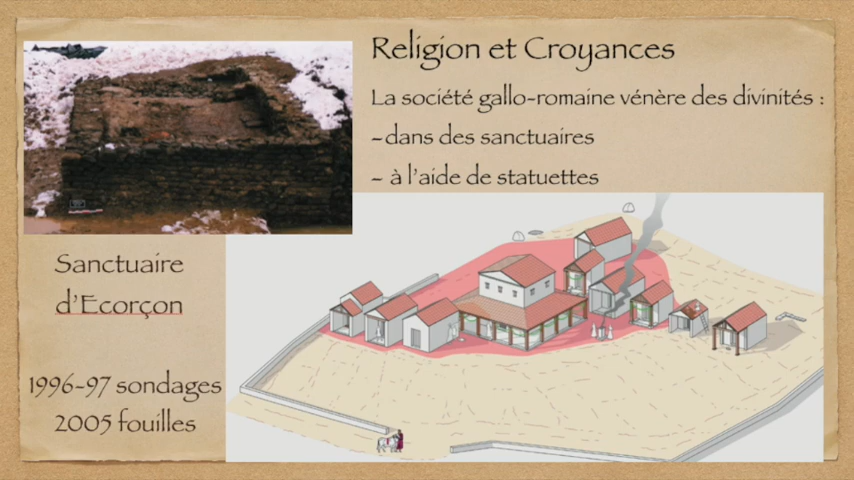 Religion et Croyances
La société gallo-romaine vénère des divinités :
-dans des sanctuaires
- à l'aide de statuettes
Sanctuaire
d'Ecorçon
1996-97 sondages
2005 fouilles